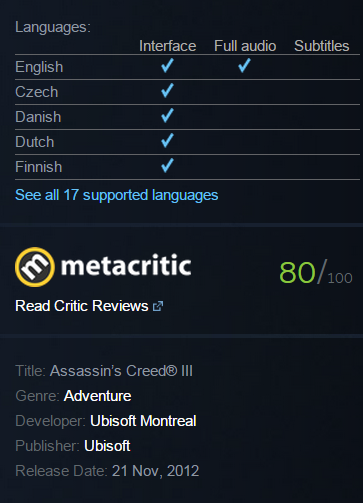 Languages:
Interface Full audio Subtitles
English
Czech
Danish
Dutch
Finnish
See all 17 supported languages
m metacritic 80/100
Read Critic Reviews
Title: Assassin's Creed® III
Genre: Adventure
Developer: Ubisoft Montreal
Publisher: Ubisoft
Release Date: 21 Nov, 2012